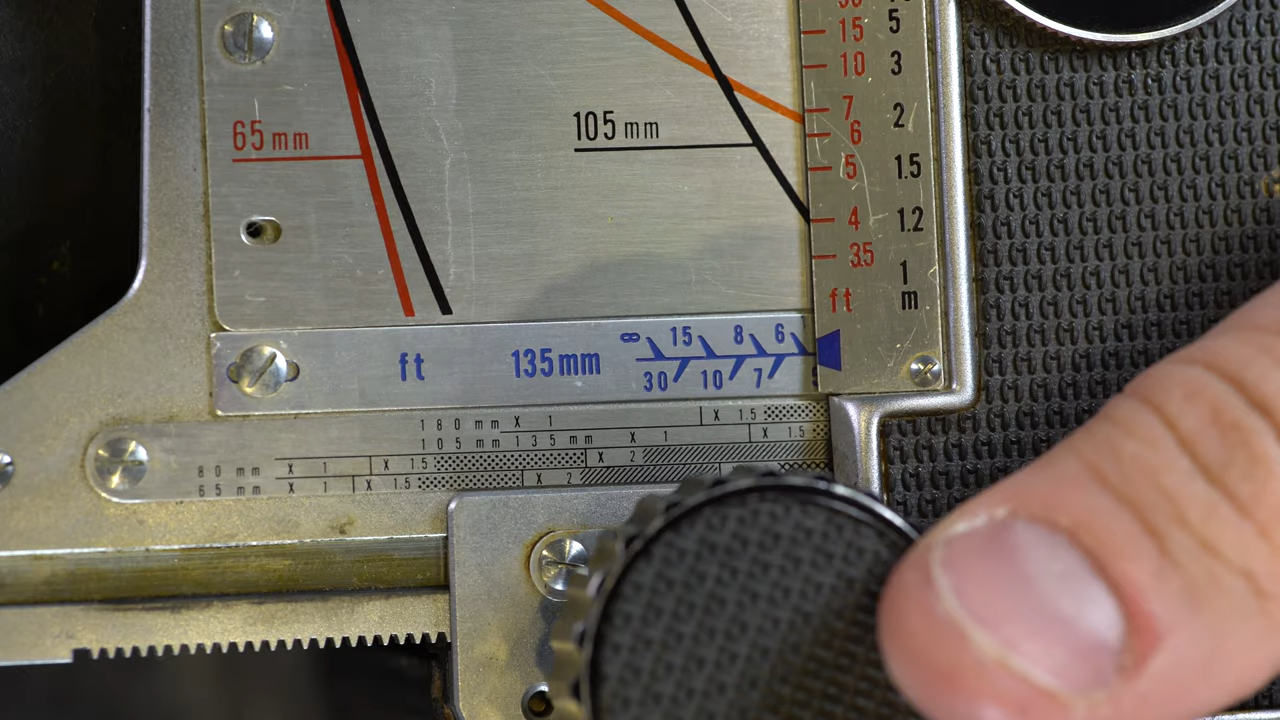 5
15
10 3
7 2
6
65 mm 105 mm
5 1.5
4 1.2
3.5
1
ft m
∞ 15 8 6
ft 135mm
30 10 7
180 mm X 1 X 1.5
105 mm 135 mm X 1 X 1.5
80 mm X 1 X 1.5 X 2
65 mm X 1 X 1.5 X 2